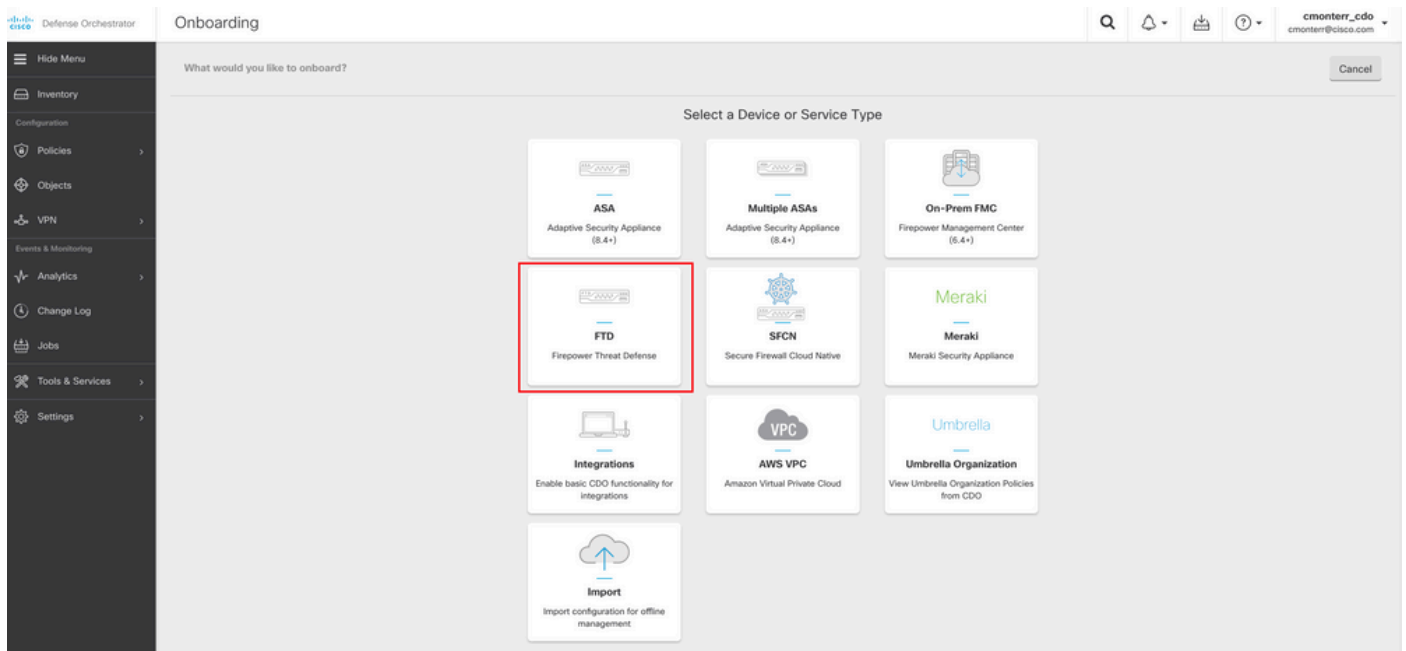 cisco Defense Orchestrator
Onboarding
cmonterr_cdo
cmonterr@cisco.com
Hide Menu
Inventory
Configuration
Policies
Objects
VPN
Events & Monitoring
Analytics
Change Log
Jobs
Tools & Services
Settings
What would you like to onboard?
Cancel
Select a Device or Service Type
ASA
Adaptive Security Appliance
(8.4+)
Multiple ASAs
Adaptive Security Appliance
(8.4+)
On-Prem FMC
Firepower Management Center
(6.4+)
FTD
Firepower Threat Defense
SFCN
Secure Firewall Cloud Native
Meraki
Meraki
Meraki Security Appliance
Integrations
Enable basic CDO functionality for
integrations
VPC
AWS VPC
Amazon Virtual Private Cloud
Umbrella
Umbrella Organization
View Umbrella Organization Policies
from CDO
Import
Import configuration for offline
management